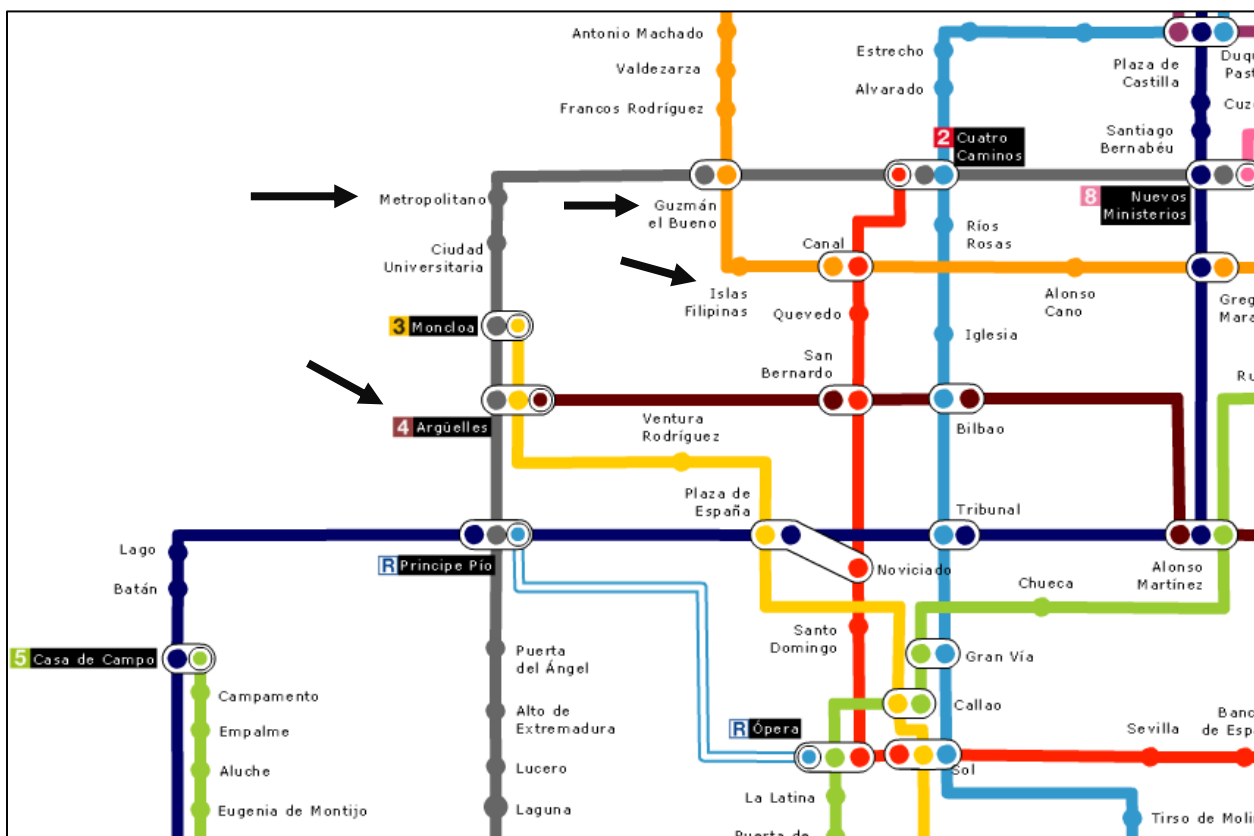 Antonio Machado
Valdezarza
Francos Rodríguez
Estrecho
Alvarado
Plaza de
Castilla
Santiago
Bernabéu
2 Cuatro
Caminos
8 Nuevos
Ministerios
Metropolitano
Guzmán
el Bueno
Ciudad
Universitaria
Canal
Ríos
Rosas
Islas
Filipinas
Alonso
Cano
3 Moncloa
Quevedo
Iglesia
San
Bernardo
4 Argüelles
Ventura
Rodríguez
Bilbao
Plaza de
España
Tribunal
Lago
Batán
R Principe Pío
Noviciado
Alonso
Martínez
Chueca
Santo
Domingo
5 Casa de Campo
Puerta
del Ángel
Gran Vía
Campamento
Empalme
Alto de
Extremadura
Callao
R Ópera
Sevilla
Aluche
Lucero
Sol
Eugenia de Montijo
Laguna
La Latina
Puerta de